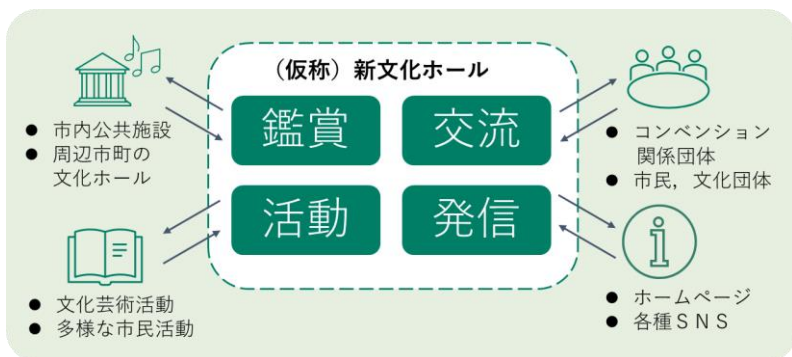 （仮称）新文化ホール
鑑賞
交流
活動
発信
● 市内公共施設
● 周辺市町の
文化ホール
● コンベンション
関係団体
● 市民，文化団体
● 文化芸術活動
● 多様な市民活動
● ホームページ
● 各種ＳＮＳ